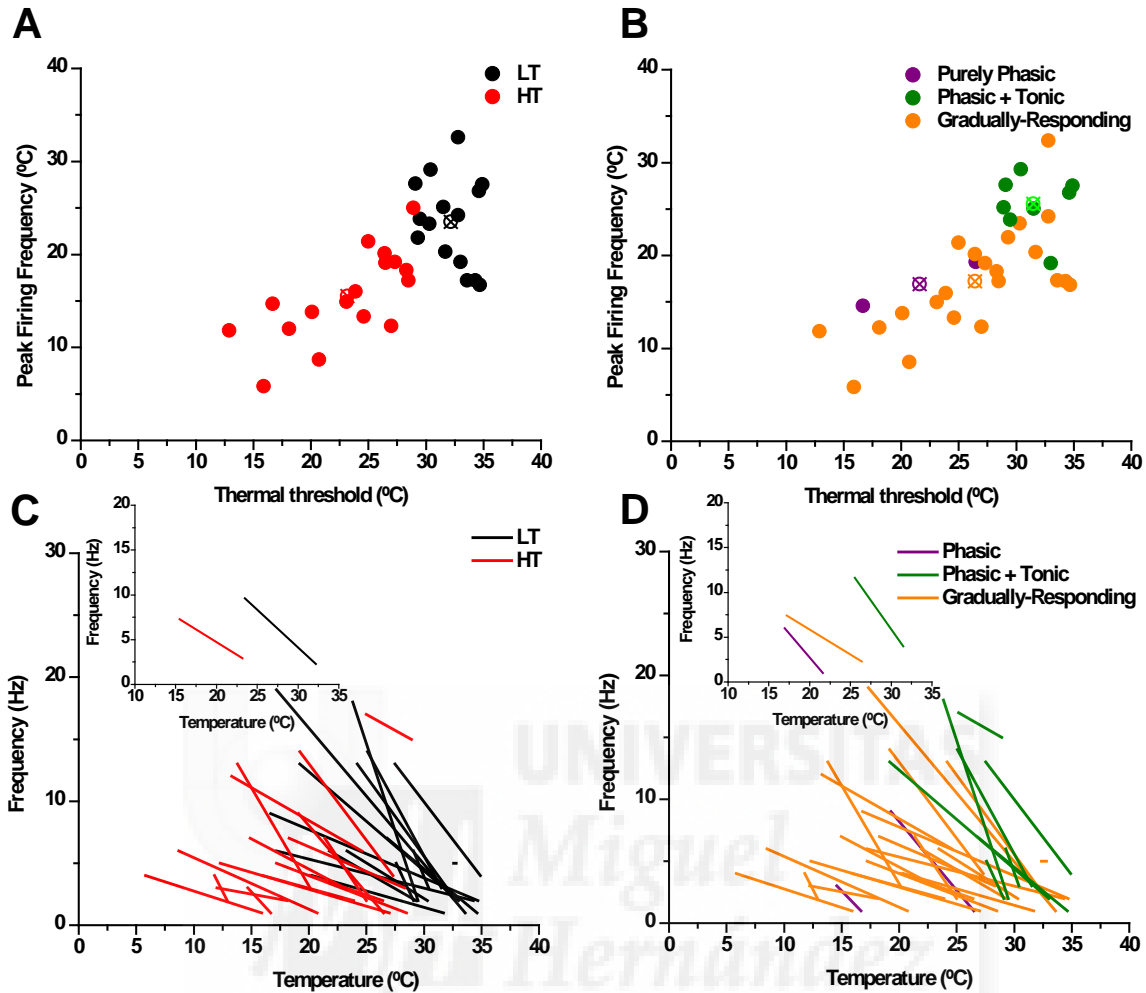 A
B
40
30
20
10
0
Peak Firing Frequency (ºC)
LT
HT
0 5 10 15 20 25 30 35 40
Thermal threshold (ºC)
40
30
20
10
0
Peak Firing Frequency (ºC)
Purely Phasic
Phasic + Tonic
Gradually-Responding
0 5 10 15 20 25 30 35 40
Thermal threshold (ºC)
C
D
30
20
10
0
Frequency (Hz)
LT
HT
20
15
10
5
0
Frequency (Hz)
10 15 20 25 30 35
Temperature (ºC)
0 5 10 15 20 25 30 35 40
Temperature (ºC)
30
20
10
0
Frequency (Hz)
Phasic
Phasic + Tonic
Gradually-Responding
20
15
10
5
0
Frequency (Hz)
10 15 20 25 30 35
Temperature (ºC)
0 5 10 15 20 25 30 35 40
Temperature (ºC)
UNIVERSITAS
Miguel
Hernández